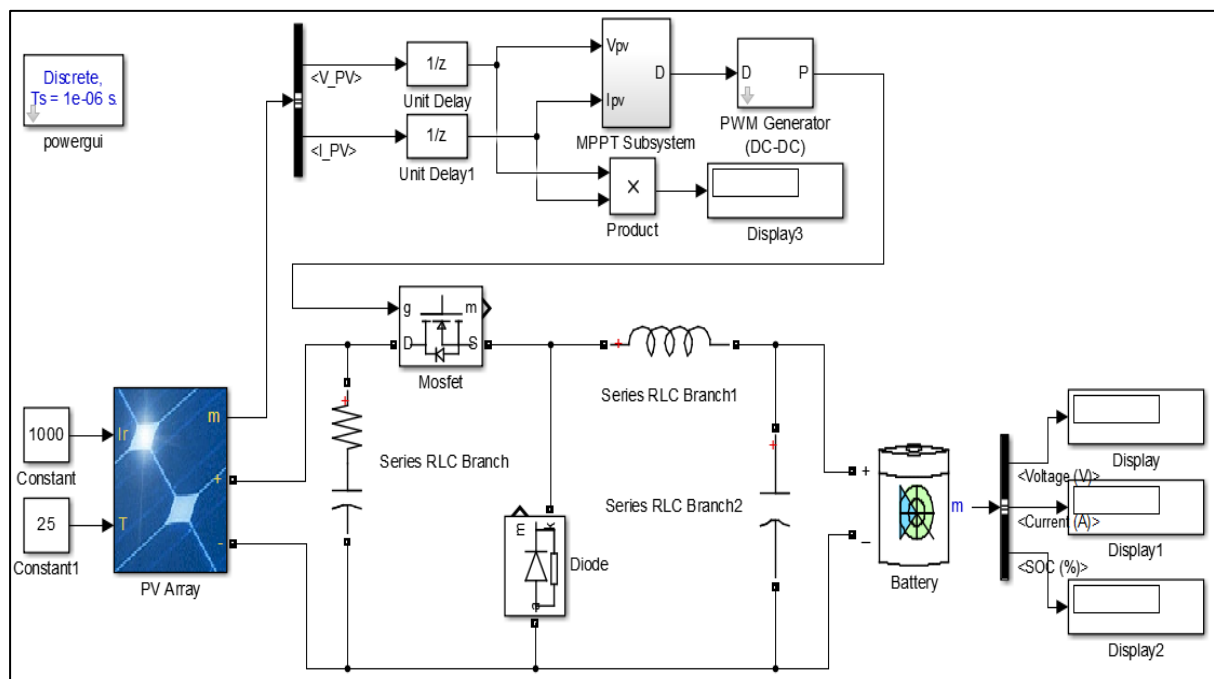 Discrete,
Ts = 1e-06 s.
powergui
<V_PV>
<I_PV>
1/z
Unit Delay
1/z
Unit Delay1
Vpv
Ipv
D
MPPT Subsystem
D
P
PWM Generator
(DC-DC)
×
Product
Display3
g
m
D
S
Mosfet
1000
Constant
25
Constant1
Ir
T
m
+
-
PV Array
+
Series RLC Branch
+
Series RLC Branch1
m
k
a
Diode
+
Series RLC Branch2
+
_
m
Battery
<Voltage (V)>
<Current (A)>
<SOC (%)>
Display
Display1
Display2